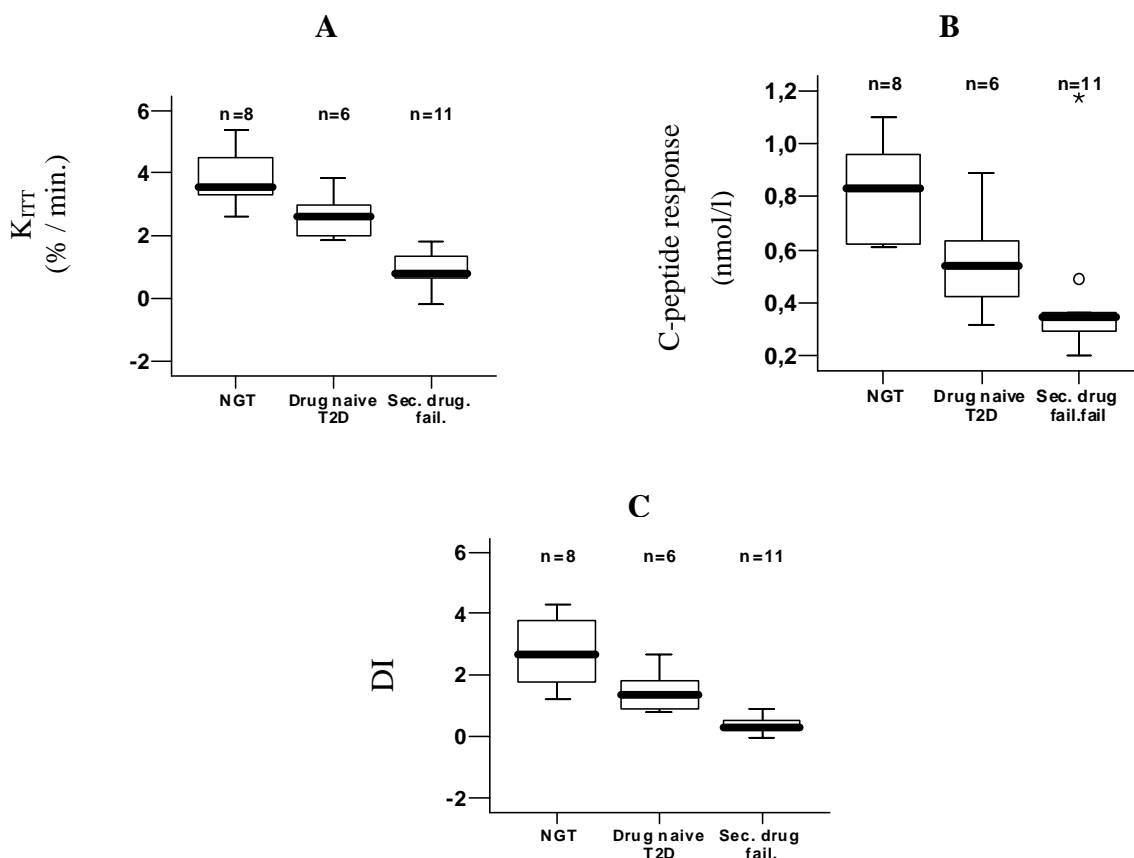 A
K_ITT
(% / min.)
6
4
2
0
-2
n=8
n=6
n=11
NGT
Drug naive
T2D
Sec. drug.
fail.
B
C-peptide response
(nmol/l)
1,2
1,0
0,8
0,6
0,4
0,2
n=8
n=6
n=11
NGT
Drug naive
T2D
Sec. drug
fail.fail
C
DI
6
4
2
0
-2
n=8
n=6
n=11
NGT
Drug naive
T2D
Sec. drug
fail.